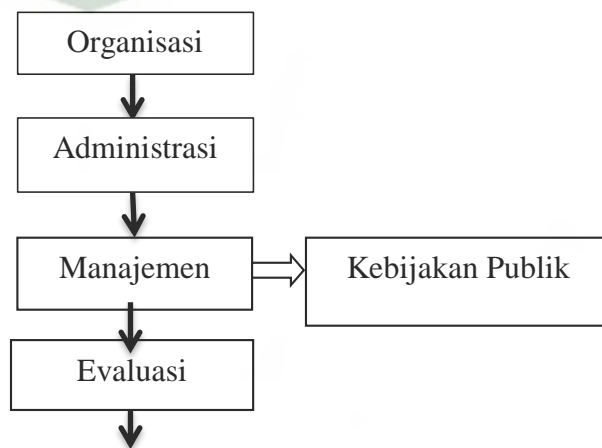 Organisasi
Administrasi
Manajemen
Kebijakan Publik
Evaluasi